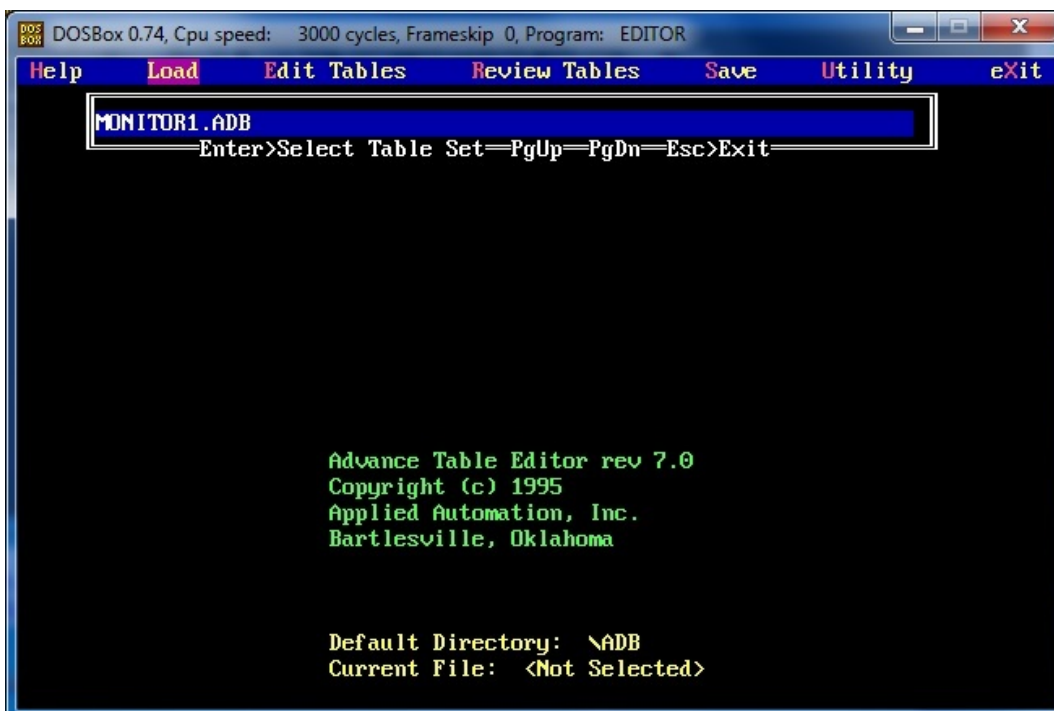 DOS BOX DOSBox 0.74, Cpu speed: 3000 cycles, Frameskip 0, Program: EDITOR
Help Load Edit Tables Review Tables Save Utility eXit
MONITOR1.ADB
Enter>Select Table Set PgUp PgDn Esc>Exit
Advance Table Editor rev 7.0
Copyright (c) 1995
Applied Automation, Inc.
Bartlesville, Oklahoma
Default Directory: \ADB
Current File: <Not Selected>